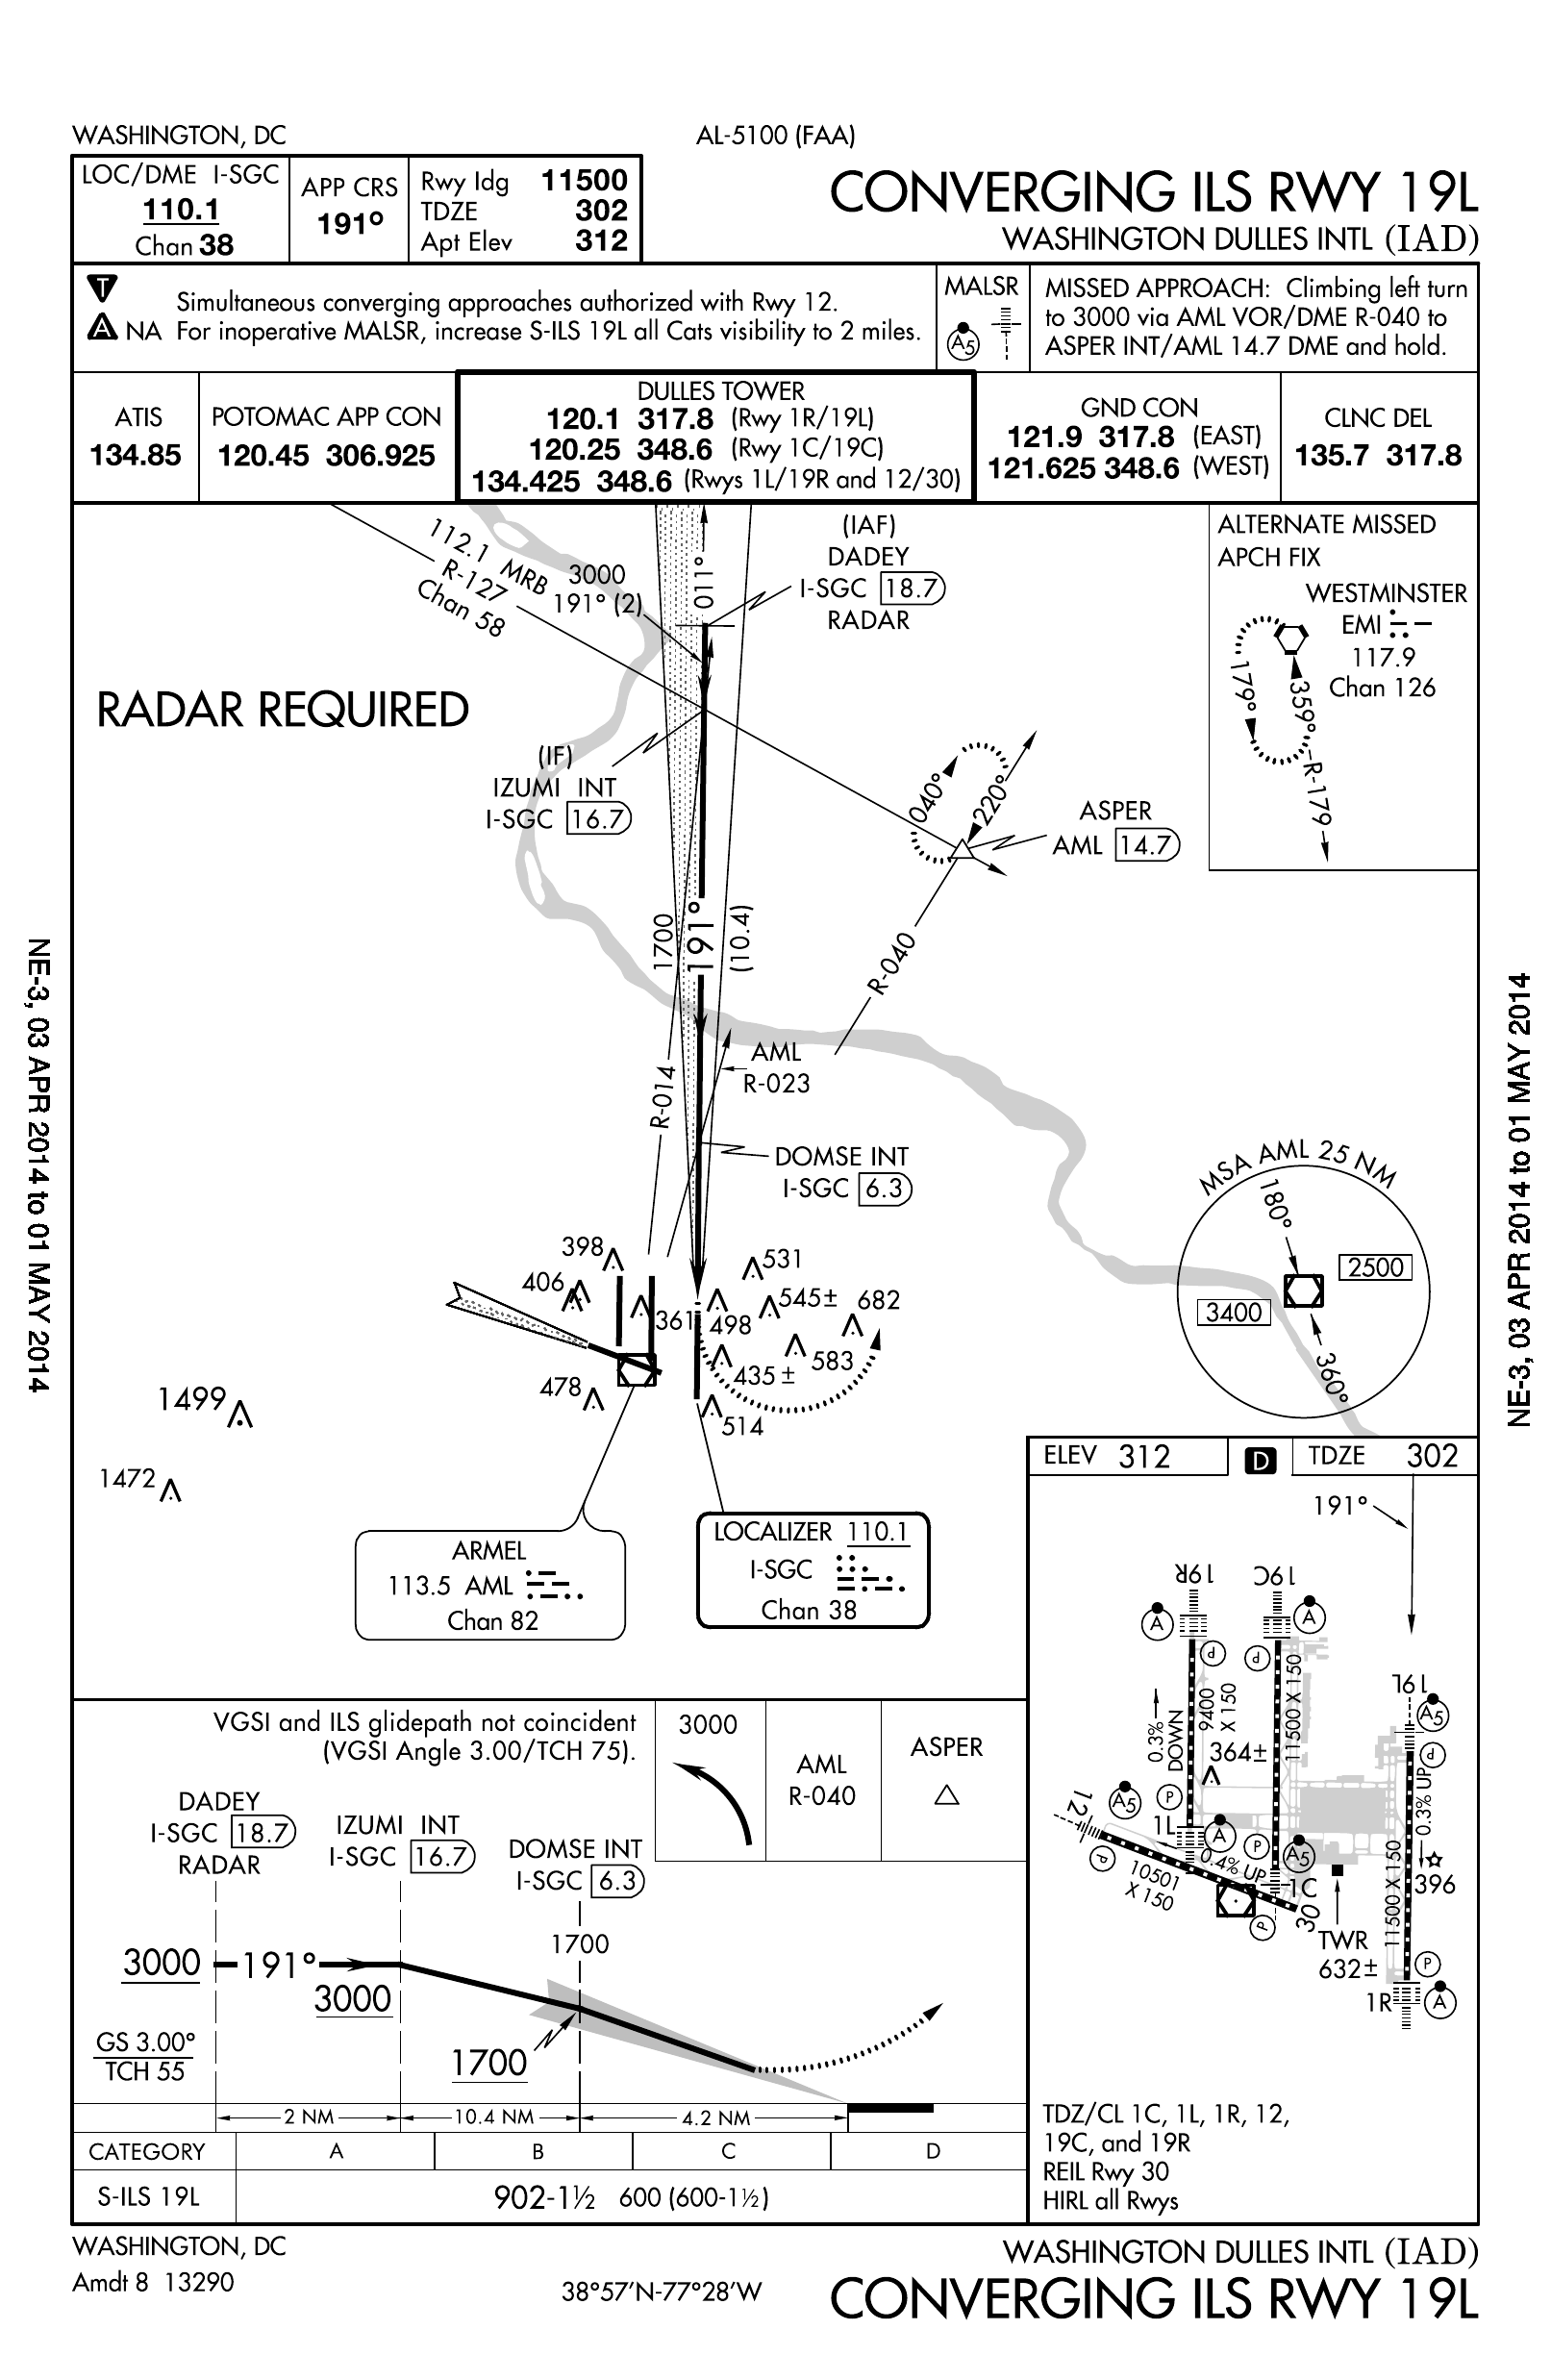 WASHINGTON, DC
AL-5100 (FAA)
LOC/DME I-SGC
110.1
Chan 38
APP CRS
191°
Rwy ldg 11500
TDZE 302
Apt Elev 312
CONVERGING ILS RWY 19L
WASHINGTON DULLES INTL (IAD)
T
Simultaneous converging approaches authorized with Rwy 12.
A NA For inoperative MALSR, increase S-ILS 19L all Cats visibility to 2 miles.
MALSR
A5
MISSED APPROACH: Climbing left turn
to 3000 via AML VOR/DME R-040 to
ASPER INT/AML 14.7 DME and hold.
ATIS
134.85
POTOMAC APP CON
120.45 306.925
DULLES TOWER
120.1 317.8 (Rwy 1R/19L)
120.25 348.6 (Rwy 1C/19C)
134.425 348.6 (Rwys 1L/19R and 12/30)
GND CON
121.9 317.8 (EAST)
121.625 348.6 (WEST)
CLNC DEL
135.7 317.8
112.1 MRB
R-127
Chan 58
3000
191° (2)
011°
(IAF)
DADEY
I-SGC 18.7
RADAR
ALTERNATE MISSED
APCH FIX
WESTMINSTER
EMI
117.9
Chan 126
179°
359°
R-179
RADAR REQUIRED
(IF)
IZUMI INT
I-SGC 16.7
040°
220°
ASPER
AML 14.7
R-040
1700
191°
(10.4)
AML
R-023
R-014
DOMSE INT
I-SGC 6.3
MSA AML 25 NM
180°
2500
3400
360°
398
406
361
531
545±
682
498
583
435±
478
514
1499
1472
ARMEL
113.5 AML
Chan 82
LOCALIZER 110.1
I-SGC
Chan 38
ELEV 312
D
TDZE 302
191°
19R
19C
19L
A
A
A5
P
P
P
9400
X 150
11500 X 150
0.3%
DOWN
364±
0.3% UP
12
A5
P
1L
A
P
A5
0.4% UP
396
P
10501
X 150
1C
30
P
11500 X 150
TWR
632±
P
1R
A
TDZ/CL 1C, 1L, 1R, 12,
19C, and 19R
REIL Rwy 30
HIRL all Rwys
VGSI and ILS glidepath not coincident
(VGSI Angle 3.00/TCH 75).
3000
AML
R-040
ASPER
DADEY
I-SGC 18.7
RADAR
IZUMI INT
I-SGC 16.7
DOMSE INT
I-SGC 6.3
1700
3000
191°
3000
GS 3.00°
TCH 55
1700
2 NM
10.4 NM
4.2 NM
CATEGORY A B C D
S-ILS 19L 902-1½ 600 (600-1½)
WASHINGTON, DC
Amdt 8 13290
38°57'N-77°28'W
WASHINGTON DULLES INTL (IAD)
CONVERGING ILS RWY 19L
NE-3, 03 APR 2014 to 01 MAY 2014
NE-3, 03 APR 2014 to 01 MAY 2014